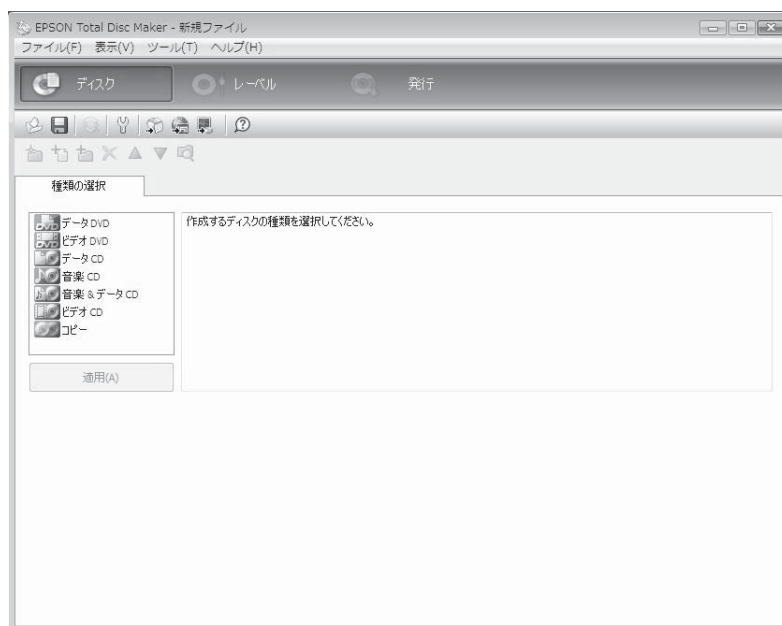 EPSON Total Disc Maker - 新規ファイル
ファイル(F) 表示(V) ツール(T) ヘルプ(H)
ディスク レーベル 発行
種類の選択
データ DVD
ビデオ DVD
データ CD
音楽 CD
音楽 & データ CD
ビデオ CD
コピー
作成するディスクの種類を選択してください。
適用(A)